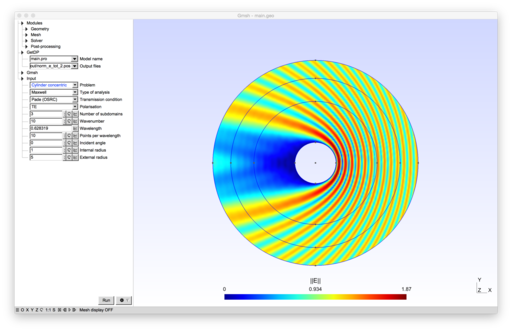 Gmsh - main.geo
Modules
Geometry
Mesh
Solver
Post-processing
GetDP
main.pro Model name
out/norm_e_tot_2.pos Output files
Gmsh
Input
Cylinder concentric Problem
Maxwell Type of analysis
Pade (OSRC) Transmission condition
TE Polarisation
3 Number of subdomains
10 Wavenumber
0.628319 Wavelength
10 Points per wavelength
0 Incident angle
1 Internal radius
5 External radius
||E||
0 0.934 1.87
Y
Z X
Run
O X Y Z 1:1 S Mesh display OFF